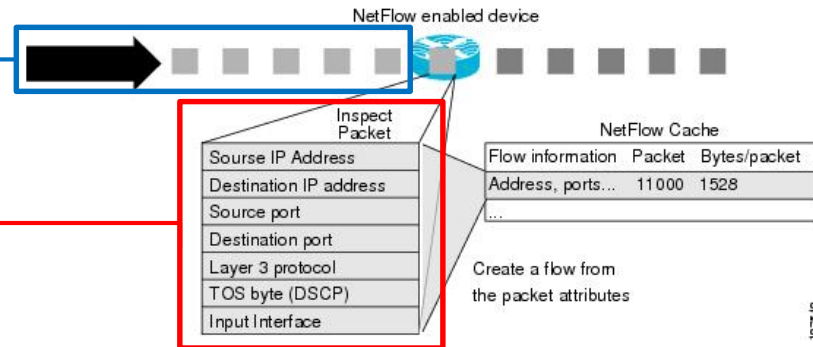 NetFlow enabled device
Inspect
Packet
Sourse IP Address
Destination IP address
Source port
Destination port
Layer 3 protocol
TOS byte (DSCP)
Input Interface
NetFlow Cache
Flow information Packet Bytes/packet
Address, ports... 11000 1528
...
Create a flow from
the packet attributes